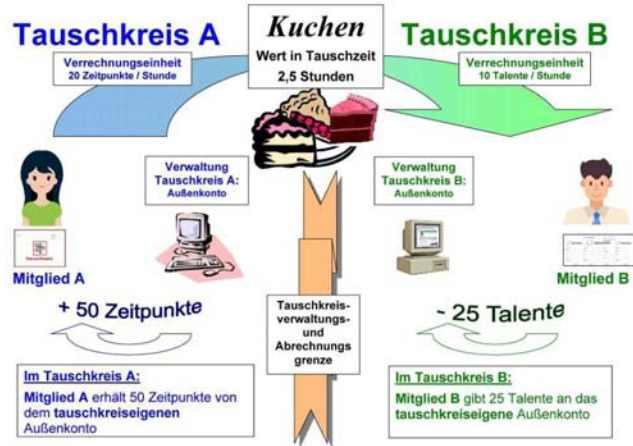 Tauschkreis A
Verrechnungseinheit
20 Zeitpunkte / Stunde
Kuchen
Wert in Tauschzeit
2,5 Stunden
Tauschkreis B
Verrechnungseinheit
10 Talente / Stunde
Verwaltung
Tauschkreis A:
Außenkonto
Verwaltung
Tauschkreis B:
Außenkonto
Mitglied A
Mitglied B
+ 50 Zeitpunkte
- 25 Talente
Tauschkreis-
verwaltungs-
und
Abrechnungs
grenze
Im Tauschkreis A:
Mitglied A erhält 50 Zeitpunkte von
dem tauschkreiseigenen
Außenkonto
Im Tauschkreis B:
Mitglied B gibt 25 Talente an das
tauschkreiseigene Außenkonto